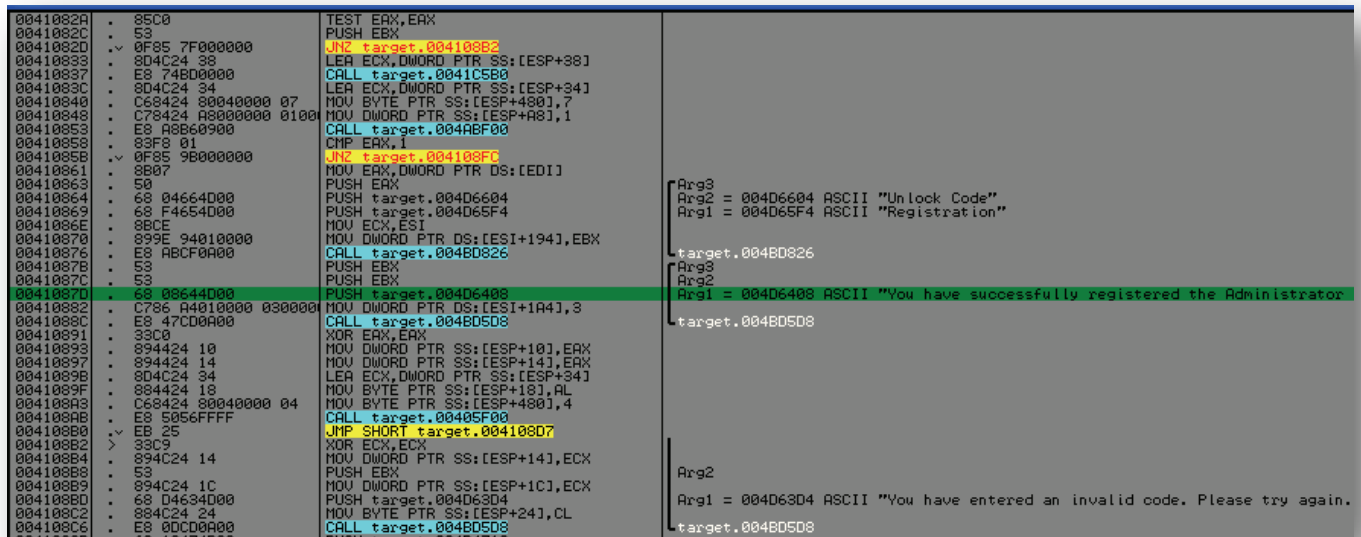 0041082A . 85C0 TEST EAX,EAX
0041082C . 53 PUSH EBX
0041082D .v 0F85 7F000000 JNZ target.004108B2
00410833 . 8D4C24 38 LEA ECX,DWORD PTR SS:[ESP+38]
00410837 . E8 74BD0000 CALL target.0041C5B0
0041083C . 8D4C24 34 LEA ECX,DWORD PTR SS:[ESP+34]
00410840 . C68424 80040000 07 MOV BYTE PTR SS:[ESP+480],7
00410848 . C78424 A8000000 0100 MOV DWORD PTR SS:[ESP+A8],1
00410853 . E8 A8B60900 CALL target.004ABF00
00410858 . 83F8 01 CMP EAX,1
0041085B .v 0F85 9B000000 JNZ target.004108FC
00410861 . 8B07 MOV EAX,DWORD PTR DS:[EDI]
00410863 . 50 PUSH EAX Arg3
00410864 . 68 04664D00 PUSH target.004D6604 Arg2 = 004D6604 ASCII "Unlock Code"
00410869 . 68 F4654D00 PUSH target.004D65F4 Arg1 = 004D65F4 ASCII "Registration"
0041086E . 8BCE MOV ECX,ESI
00410870 . 899E 94010000 MOV DWORD PTR DS:[ESI+194],EBX
00410876 . E8 ABCF0A00 CALL target.004BD826 target.004BD826
0041087B . 53 PUSH EBX Arg3
0041087C . 53 PUSH EBX Arg2
0041087D . 68 08644D00 PUSH target.004D6408 Arg1 = 004D6408 ASCII "You have successfully registered the Administrator
00410882 . C786 A4010000 030000 MOV DWORD PTR DS:[ESI+1A4],3
0041088C . E8 47CD0A00 CALL target.004BD5D8 target.004BD5D8
00410891 . 33C0 XOR EAX,EAX
00410893 . 894424 10 MOV DWORD PTR SS:[ESP+10],EAX
00410897 . 894424 14 MOV DWORD PTR SS:[ESP+14],EAX
0041089B . 8D4C24 34 LEA ECX,DWORD PTR SS:[ESP+34]
0041089F . 884424 18 MOV BYTE PTR SS:[ESP+18],AL
004108A3 . C68424 80040000 04 MOV BYTE PTR SS:[ESP+480],4
004108AB . E8 5056FFFF CALL target.00405F00
004108B0 .v EB 25 JMP SHORT target.004108D7
004108B2 > 33C9 XOR ECX,ECX
004108B4 . 894C24 14 MOV DWORD PTR SS:[ESP+14],ECX
004108B8 . 53 PUSH EBX Arg2
004108B9 . 894C24 1C MOV DWORD PTR SS:[ESP+1C],ECX
004108BD . 68 D4634D00 PUSH target.004D63D4 Arg1 = 004D63D4 ASCII "You have entered an invalid code. Please try again.
004108C2 . 884C24 24 MOV BYTE PTR SS:[ESP+24],CL
004108C6 . E8 0DCD0A00 CALL target.004BD5D8 target.004BD5D8